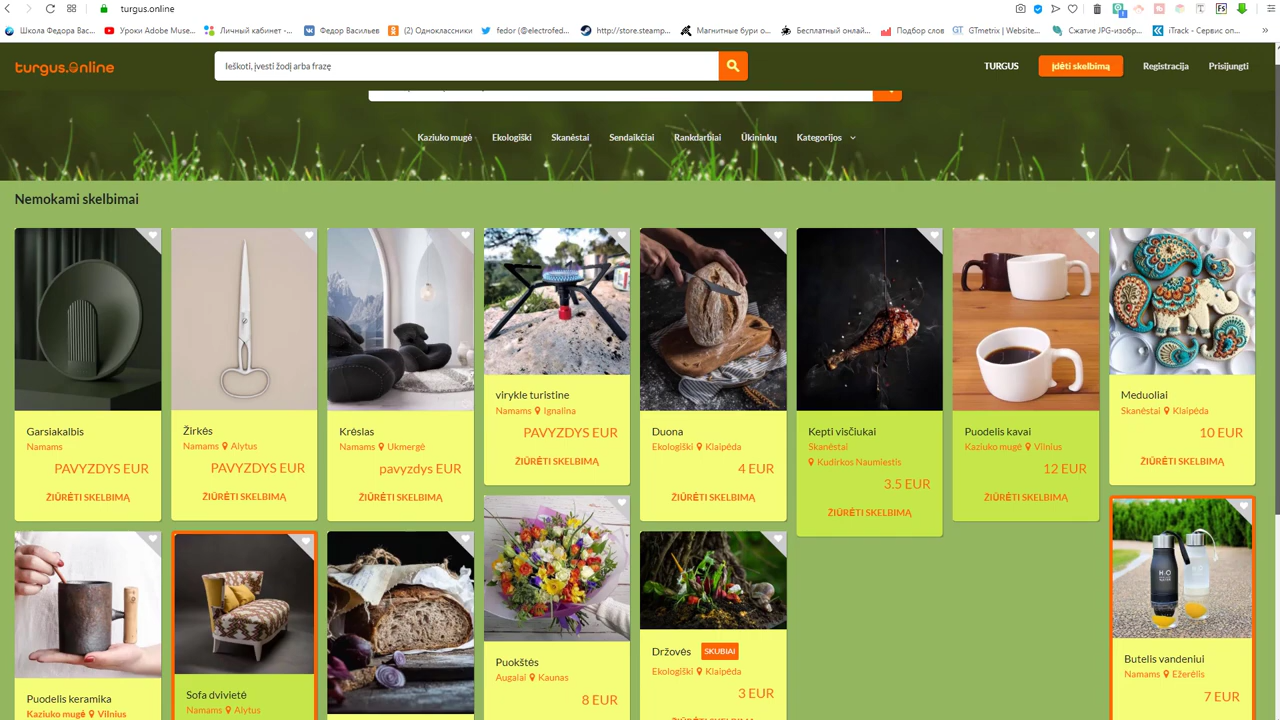 turgus.online
Школа Федора Вас...
Уроки Adobe Muse...
Личный кабинет -...
Федор Васильев
(2) Одноклассники
fedor (@electrofed...
http://store.steamp...
Магнитные бури о...
Бесплатный онлай...
Подбор слов
GTmetrix | Website...
Сжатие JPG-изобр...
iTrack - Сервис оп...
turgus.online
Ieškoti, įvesti žodį arba frazę
TURGUS
Įdėti skelbimą
Registracija
Prisijungti
Kaziuko mugė
Ekologiški
Skanėstai
Sendaikčiai
Rankdarbiai
Ūkininkų
Kategorijos
Nemokami skelbimai
Garsiakalbis
Namams
PAVYZDYS EUR
ŽIŪRĖTI SKELBIMĄ
Žirkės
Namams Alytus
PAVYZDYS EUR
ŽIŪRĖTI SKELBIMĄ
Krėslas
Namams Ukmergė
pavyzdys EUR
ŽIŪRĖTI SKELBIMĄ
virykle turistine
Namams Ignalina
PAVYZDYS EUR
ŽIŪRĖTI SKELBIMĄ
Duona
Ekologiški Klaipėda
4 EUR
ŽIŪRĖTI SKELBIMĄ
Kepti visčiukai
Skanėstai
Kudirkos Naumiestis
3.5 EUR
ŽIŪRĖTI SKELBIMĄ
Puodelis kavai
Kaziuko mugė Vilnius
12 EUR
ŽIŪRĖTI SKELBIMĄ
Meduoliai
Skanėstai Klaipėda
10 EUR
ŽIŪRĖTI SKELBIMĄ
Puodelis keramika
Kaziuko mugė Vilnius
Sofa dvivietė
Namams Alytus
Puokštės
Augalai Kaunas
8 EUR
Držovės SKUBIAI
Ekologiški Klaipėda
3 EUR
H2O
Butelis vandeniui
Namams Ežerėlis
7 EUR